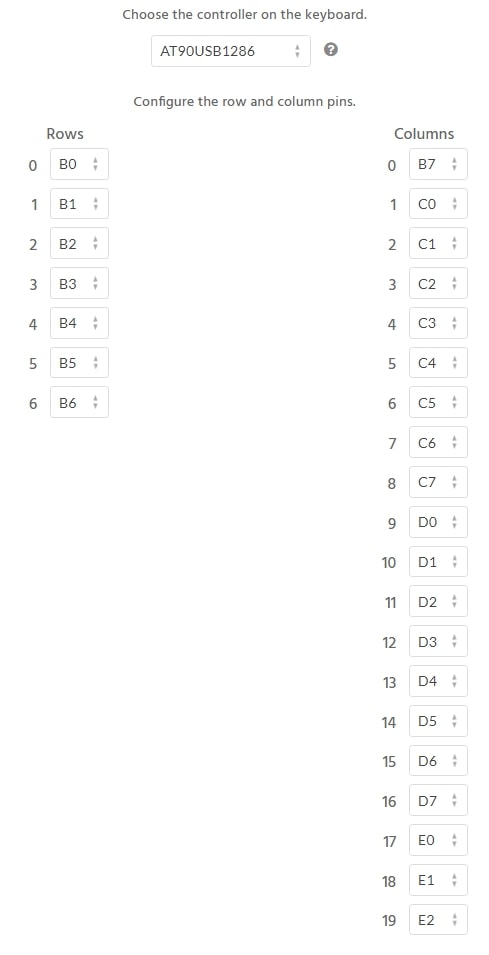 Choose the controller on the keyboard.
AT90USB1286 ?
Configure the row and column pins.
Rows Columns
0 B0 0 B7
1 B1 1 C0
2 B2 2 C1
3 B3 3 C2
4 B4 4 C3
5 B5 5 C4
6 B6 6 C5
7 C6
8 C7
9 D0
10 D1
11 D2
12 D3
13 D4
14 D5
15 D6
16 D7
17 E0
18 E1
19 E2